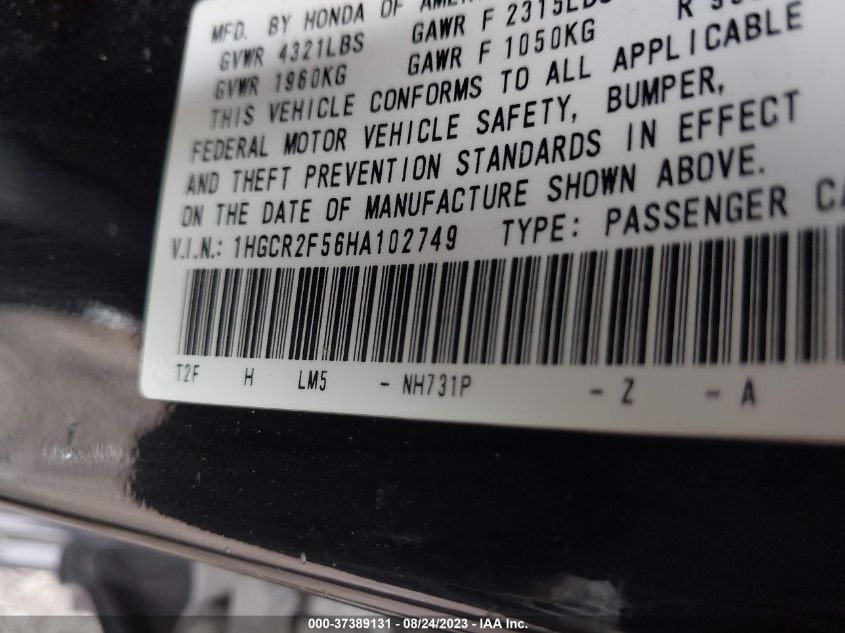 MFD. BY HONDA OF
GVWR 4321LBS GAWR F 2315LBS
GVWR 1960KG GAWR F 1050KG R
THIS VEHICLE CONFORMS TO ALL APPLICABLE
FEDERAL MOTOR VEHICLE SAFETY, BUMPER,
AND THEFT PREVENTION STANDARDS IN EFFECT
ON THE DATE OF MANUFACTURE SHOWN ABOVE.
V.I.N.: 1HGCR2F56HA102749 TYPE: PASSENGER
T2F H LM5 - NH731P - Z - A
000-37389131 - 08/24/2023 - IAA Inc.